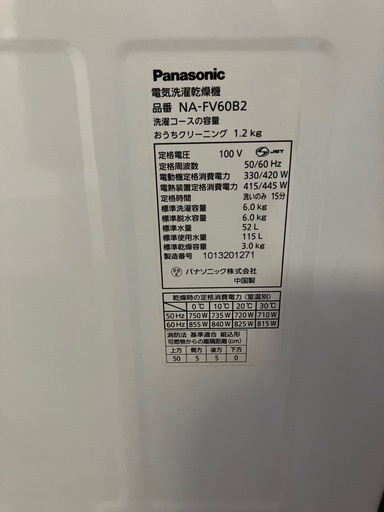 Panasonic
電気洗濯乾燥機
品番 NA-FV60B2
洗濯コースの容量
おうちクリーニング 1.2 kg
定格電圧 100 V S JET
定格周波数 50/60 Hz
電動機定格消費電力 330/420 W
電熱装置定格消費電力 415/445 W
定格時間 洗いのみ 15分
標準洗濯容量 6.0 kg
標準脱水容量 6.0 kg
標準水量 52 L
標準使用水量 115 L
標準乾燥容量 3.0 kg
製造番号 1013201271
パナソニック株式会社
中国製
乾燥時の定格消費電力 (室温別)
0℃ 10℃ 20℃ 30℃
50Hz 750 W 735 W 720 W 710 W
60Hz 855 W 840 W 825 W 815 W
消防法 基準適合 組込形
可燃物からの離隔距離(cm)
上方 側方 後方 下方
50 5 5 0